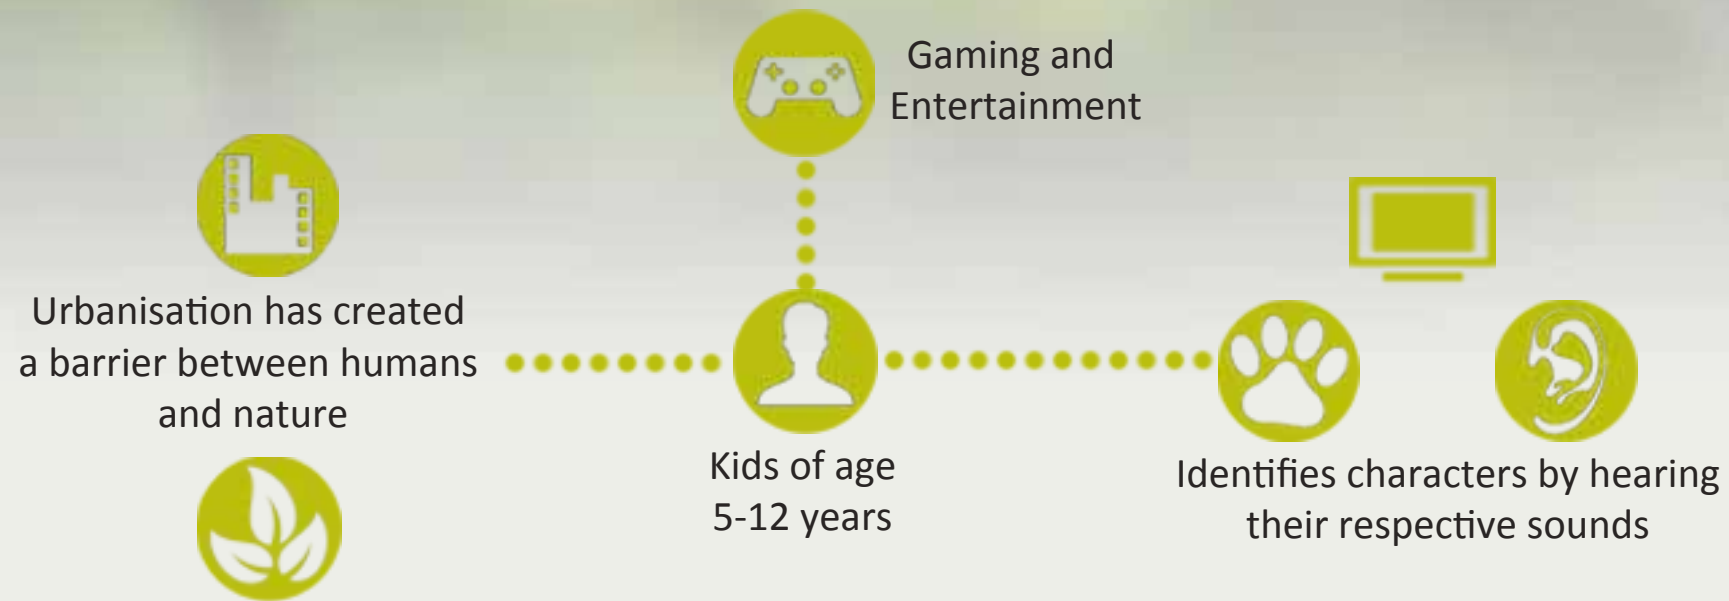 Gaming and
Entertainment
Urbanisation has created
a barrier between humans
and nature
Kids of age
5-12 years
Identifies characters by hearing
their respective sounds